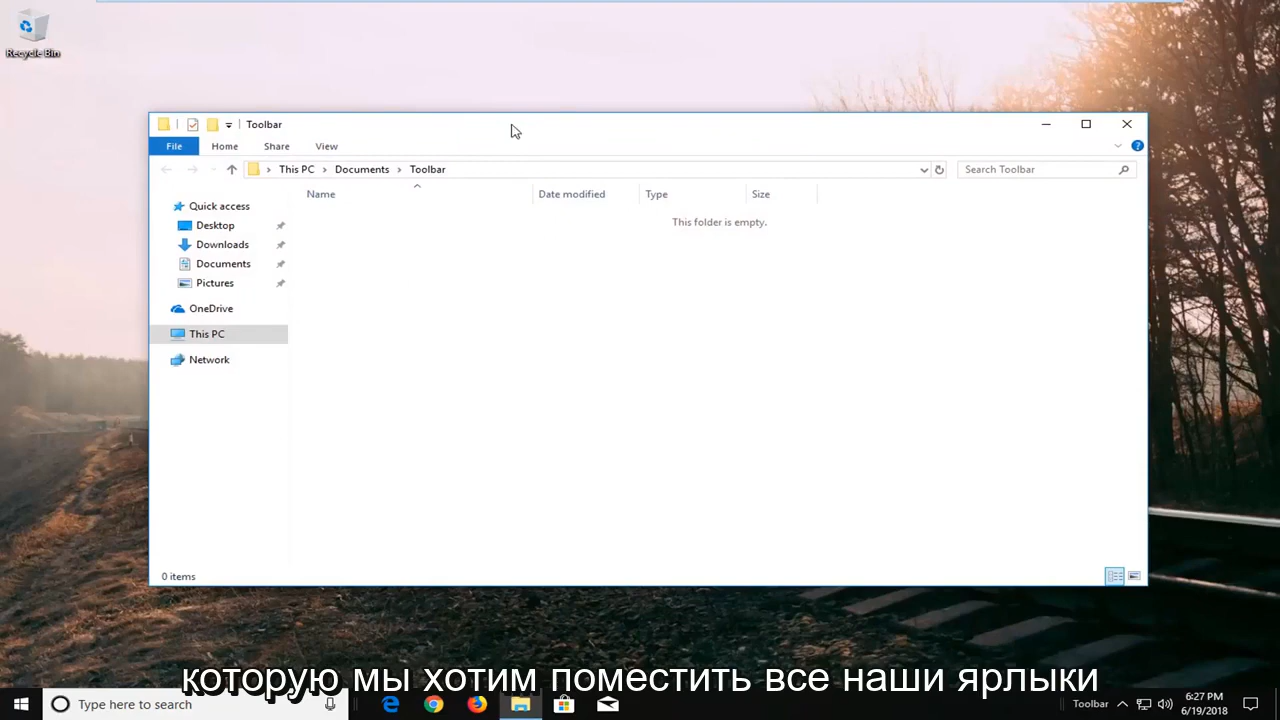 Recycle Bin
Toolbar
File Home Share View
This PC Documents Toolbar
Search Toolbar
Name Date modified Type Size
This folder is empty.
Quick access
Desktop
Downloads
Documents
Pictures
OneDrive
This PC
Network
0 items
которую мы хотим поместить все наши ярлыки
Type here to search
Toolbar
6:27 PM
6/19/2018